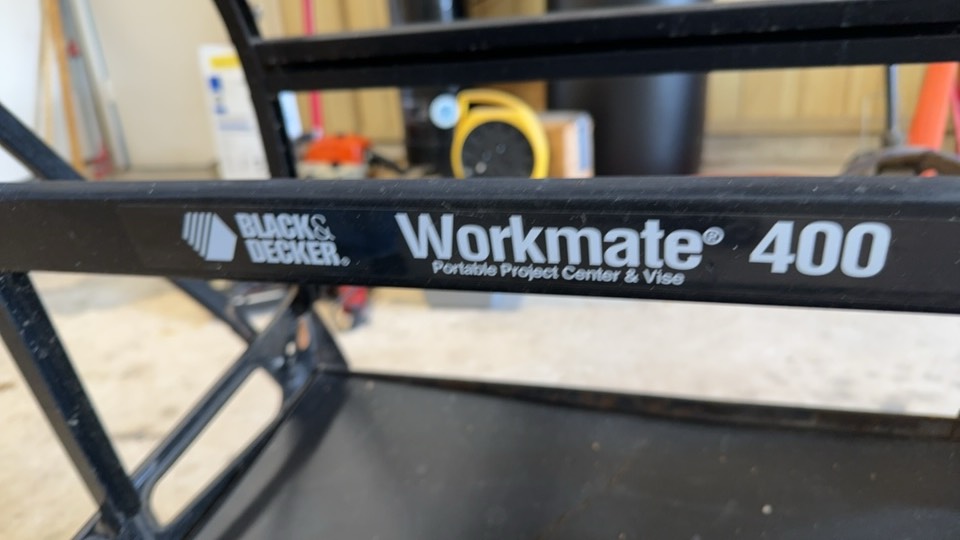 BLACK&
DECKER®
Workmate® 400
Portable Project Center & Vise